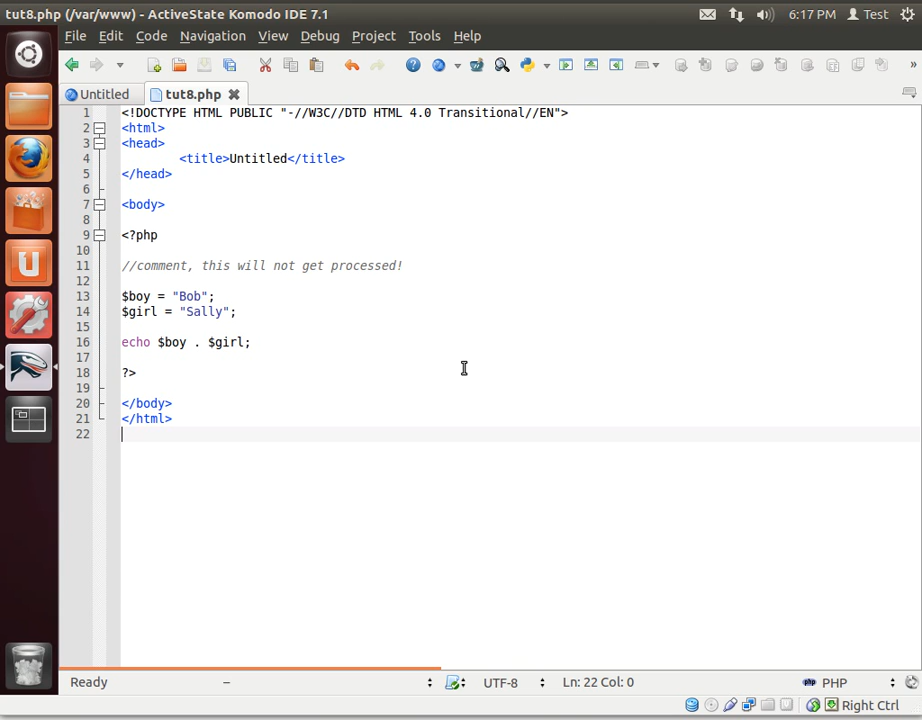 tut8.php (/var/www) - ActiveState Komodo IDE 7.1
6:17 PM
Test
File Edit Code Navigation View Debug Project Tools Help
Untitled
tut8.php
1 <!DOCTYPE HTML PUBLIC "-//W3C//DTD HTML 4.0 Transitional//EN">
2 <html>
3 <head>
4 <title>Untitled</title>
5 </head>
6
7 <body>
8
9 <?php
10
11 //comment, this will not get processed!
12
13 $boy = "Bob";
14 $girl = "Sally";
15
16 echo $boy . $girl;
17
18 ?>
19
20 </body>
21 </html>
22
Ready – UTF-8 Ln: 22 Col: 0 php PHP
Right Ctrl